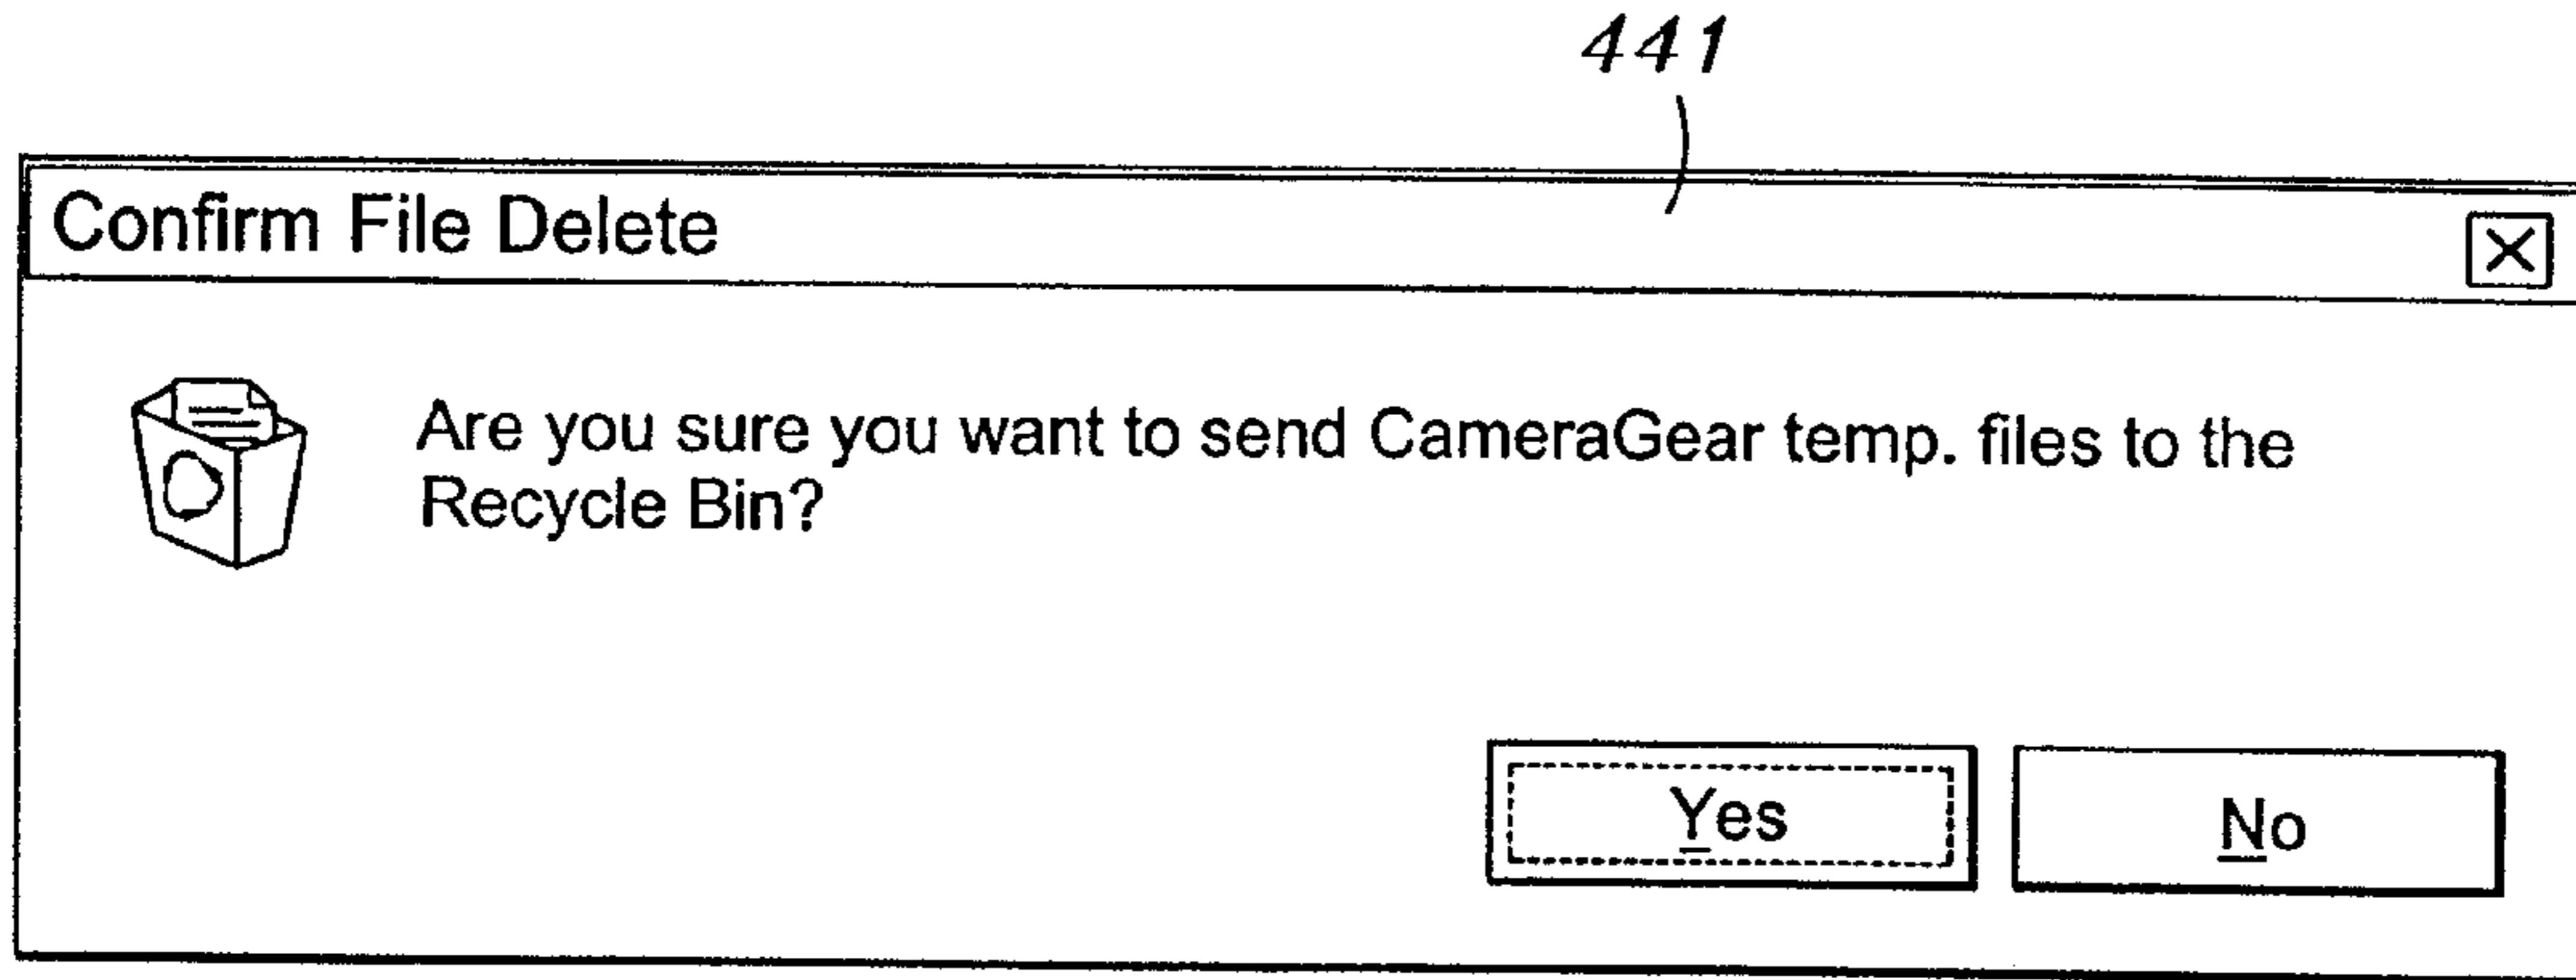 441
Confirm File Delete
Are you sure you want to send CameraGear temp. files to the
Recycle Bin?
Yes
No